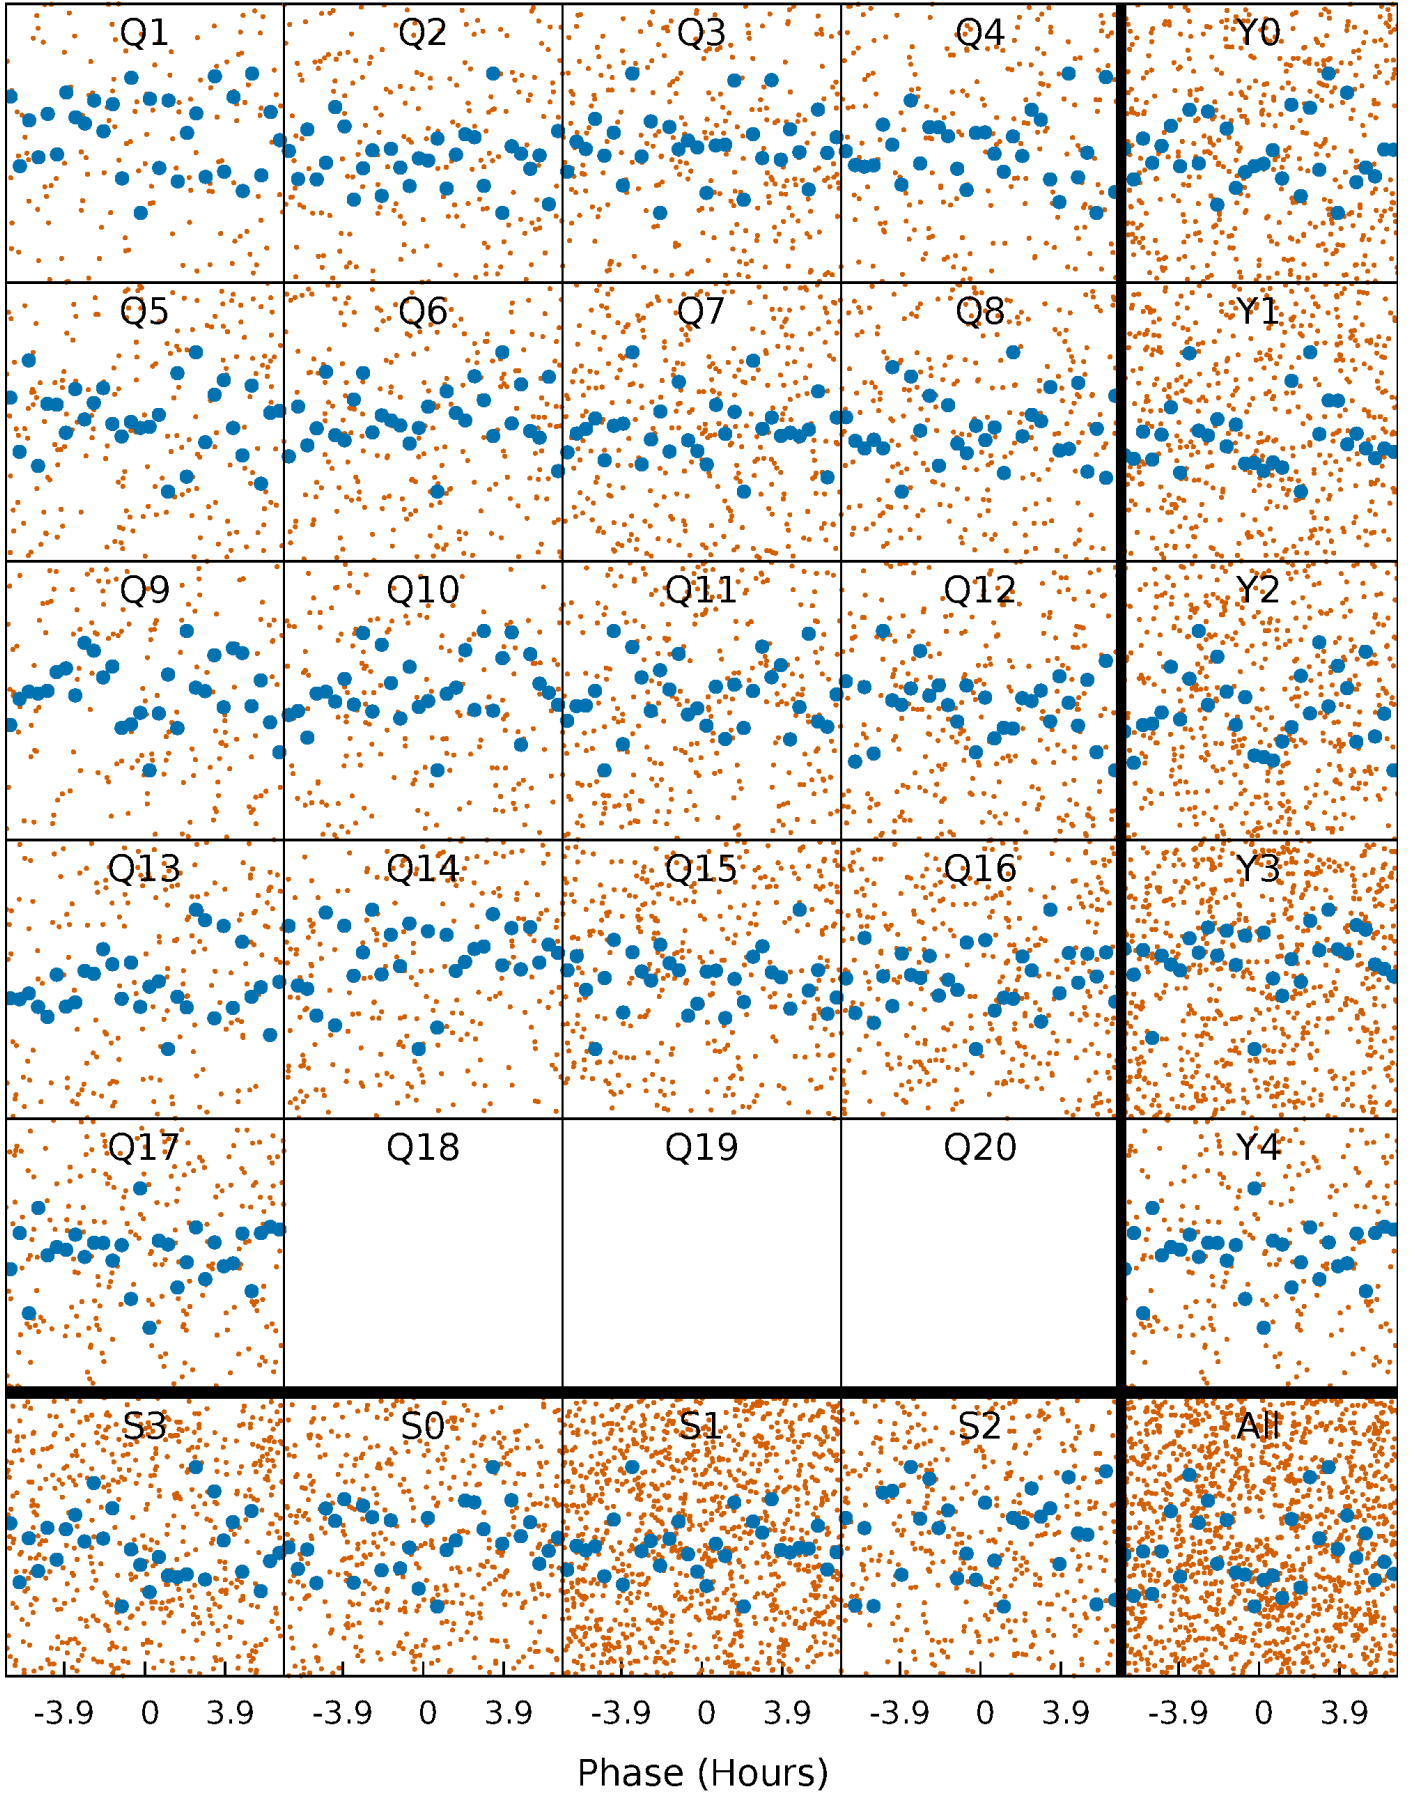 Q1 Q2 Q3 Q4 Y0
Q5 Q6 Q7 Q8 Y1
Q9 Q10 Q11 Q12 Y2
Q13 Q14 Q15 Q16 Y3
Q17 Q18 Q19 Q20 Y4
S3 S0 S1 S2 All
-3.9 0 3.9 -3.9 0 3.9 -3.9 0 3.9 -3.9 0 3.9 -3.9 0 3.9
Phase (Hours)